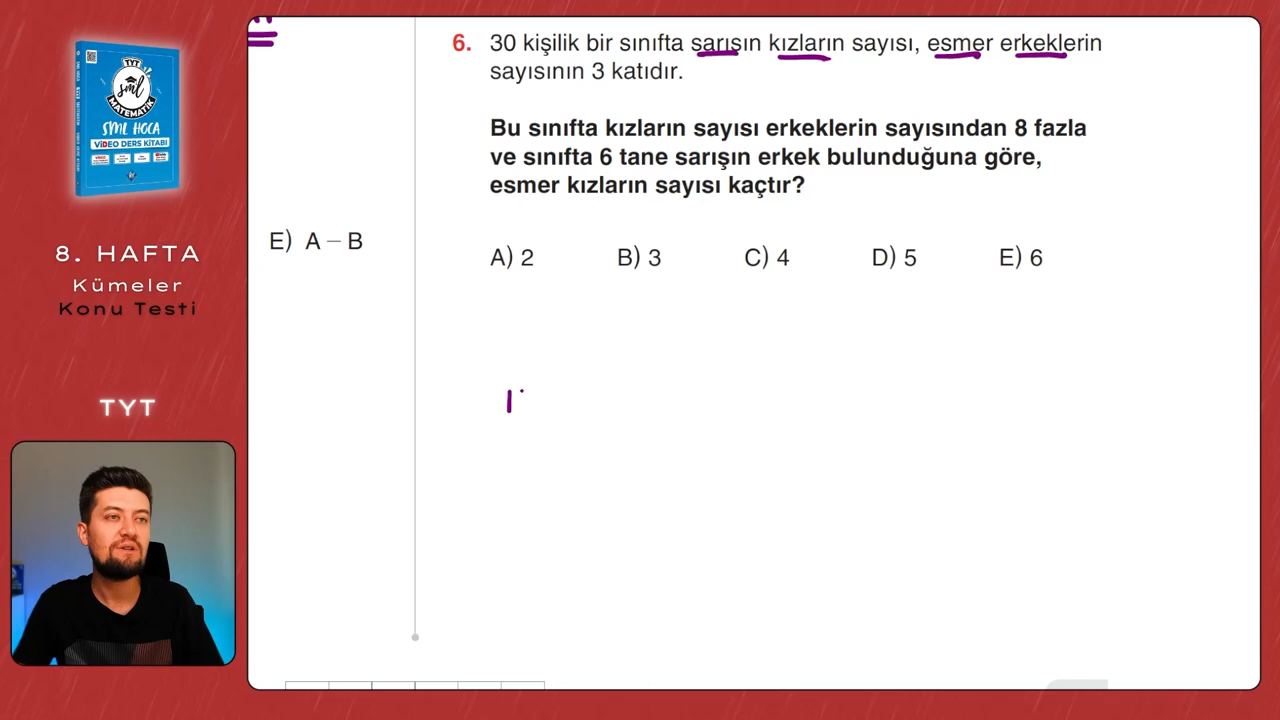 TYT
sml
MATEMATİK
SML HOCA
VİDEO DERS KİTABI
8. HAFTA
Kümeler
Konu Testi
TYT
E) A – B
6. 30 kişilik bir sınıfta sarışın kızların sayısı, esmer erkeklerin
sayısının 3 katıdır.
Bu sınıfta kızların sayısı erkeklerin sayısından 8 fazla
ve sınıfta 6 tane sarışın erkek bulunduğuna göre,
esmer kızların sayısı kaçtır?
A) 2 B) 3 C) 4 D) 5 E) 6